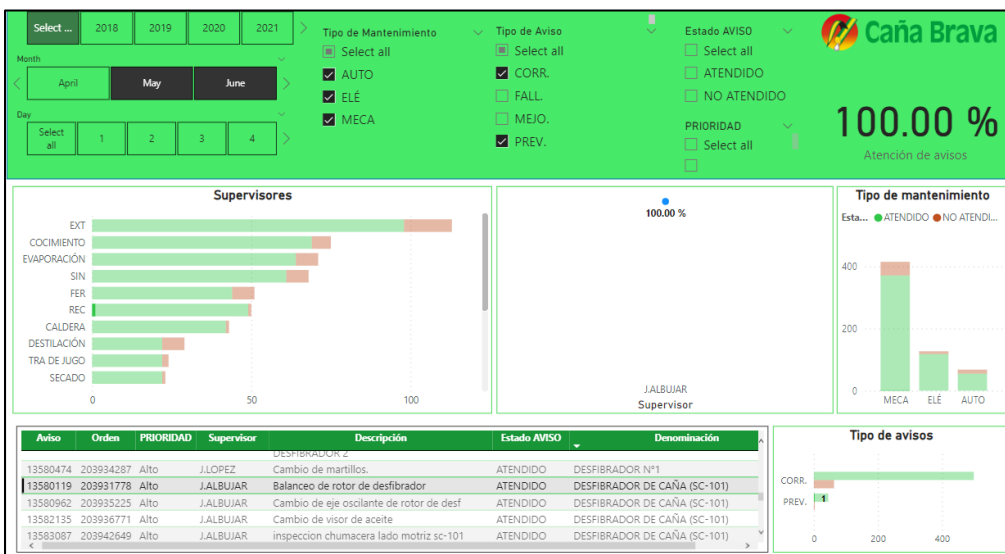 Select ... 2018 2019 2020 2021
Month
April May June
Day
Select all 1 2 3 4
Tipo de Mantenimiento
Select all
AUTO
ELÉ
MECA
Tipo de Aviso
Select all
CORR.
FALL.
MEJO.
PREV.
Estado AVISO
Select all
ATENDIDO
NO ATENDIDO
PRIORIDAD
Select all
Caña Brava
100.00 %
Atención de avisos
Supervisores
EXT
COCIMIENTO
EVAPORACIÓN
SIN
FER
REC
CALDERA
DESTILACIÓN
TRA DE JUGO
SECADO
0 50 100
100.00 %
J.ALBUJAR
Supervisor
Tipo de mantenimiento
Esta... ATENDIDO NO ATENDI...
400
200
0
MECA ELÉ AUTO
Aviso Orden PRIORIDAD Supervisor Descripción Estado AVISO Denominación
DESFIBRADOR 2
13580474 203934287 Alto J.LOPEZ Cambio de martillos. ATENDIDO DESFIBRADOR N°1
13580119 203931778 Alto J.ALBUJAR Balanceo de rotor de desfibrador ATENDIDO DESFIBRADOR DE CAÑA (SC-101)
13580962 203935225 Alto J.ALBUJAR Cambio de eje oscilante de rotor de desf ATENDIDO DESFIBRADOR DE CAÑA (SC-101)
13582135 203936771 Alto J.ALBUJAR Cambio de visor de aceite ATENDIDO DESFIBRADOR DE CAÑA (SC-101)
13583087 203942649 Alto J.ALBUJAR inspeccion chumacera lado motriz sc-101 ATENDIDO DESFIBRADOR DE CAÑA (SC-101)
Tipo de avisos
CORR.
PREV. 1
0 200 400